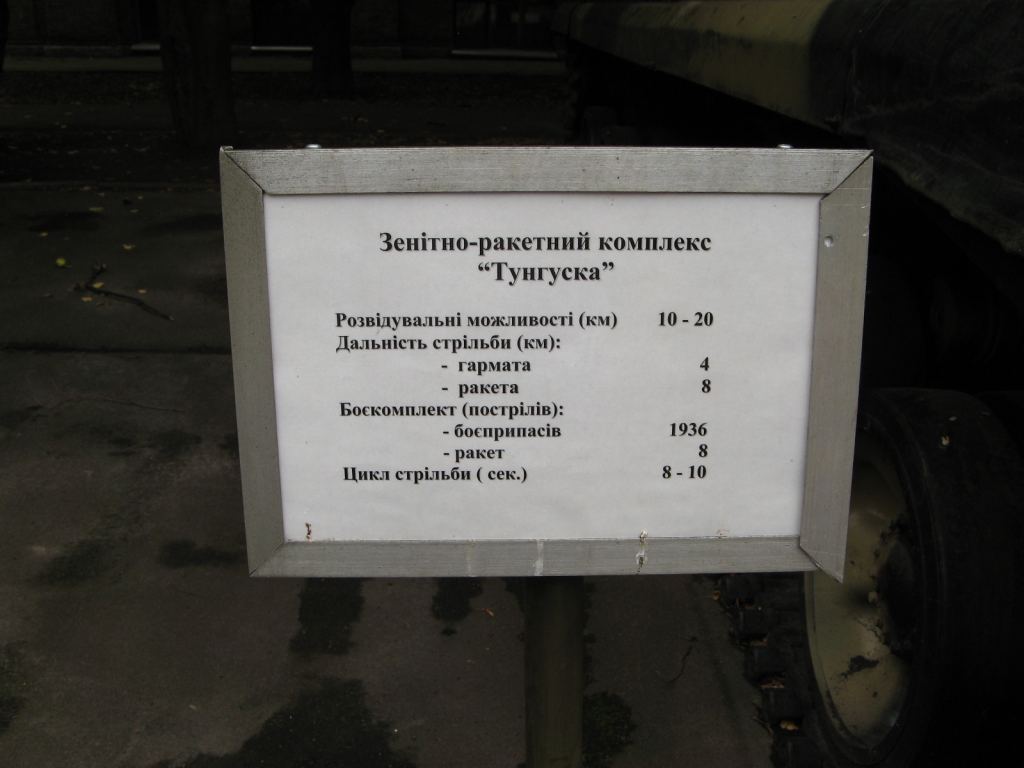 Зенітно-ракетний комплекс
“Тунгуска”
Розвідувальні можливості (км) 10 - 20
Дальність стрільби (км):
- гармата 4
- ракета 8
Боєкомплект (пострілів):
- боєприпасів 1936
- ракет 8
Цикл стрільби ( сек.) 8 - 10